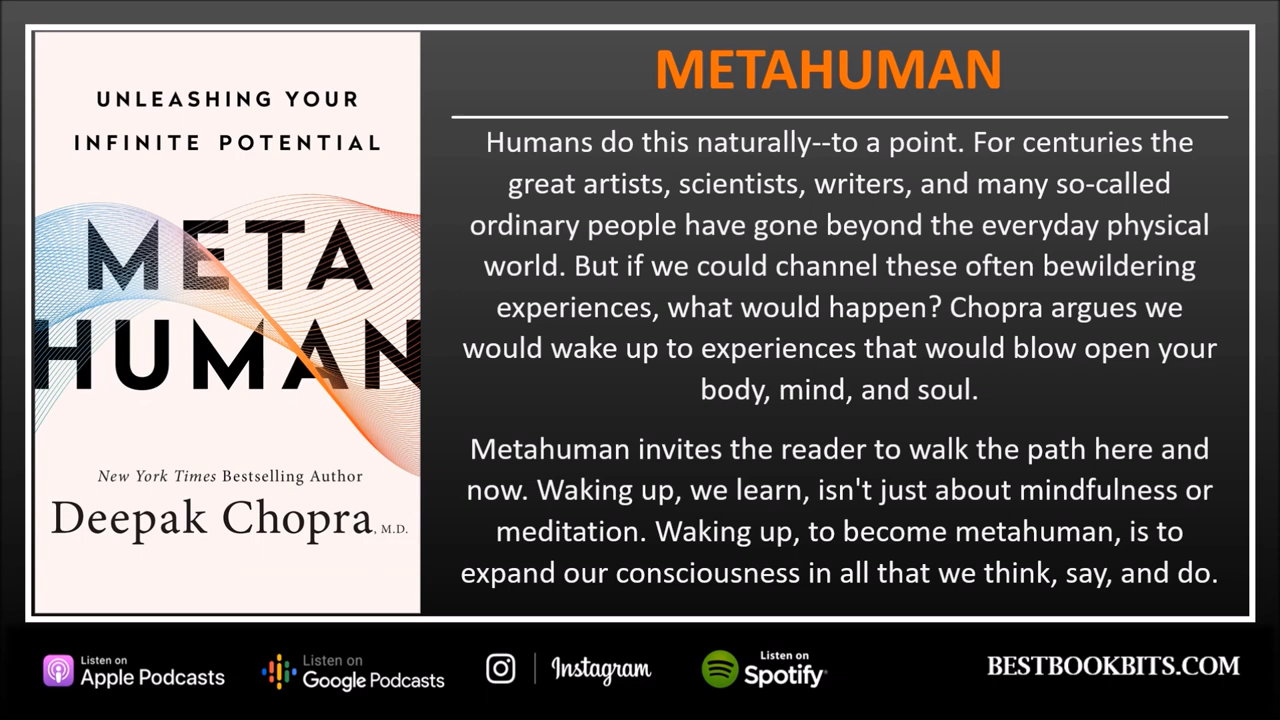 UNLEASHING YOUR
INFINITE POTENTIAL
META
HUMAN
New York Times Bestselling Author
Deepak Chopra, M.D.
METAHUMAN
Humans do this naturally--to a point. For centuries the
great artists, scientists, writers, and many so-called
ordinary people have gone beyond the everyday physical
world. But if we could channel these often bewildering
experiences, what would happen? Chopra argues we
would wake up to experiences that would blow open your
body, mind, and soul.
Metahuman invites the reader to walk the path here and
now. Waking up, we learn, isn't just about mindfulness or
meditation. Waking up, to become metahuman, is to
expand our consciousness in all that we think, say, and do.
Listen on
Apple Podcasts
Listen on
Google Podcasts
Instagram
Listen on
Spotify
BESTBOOKBITS.COM